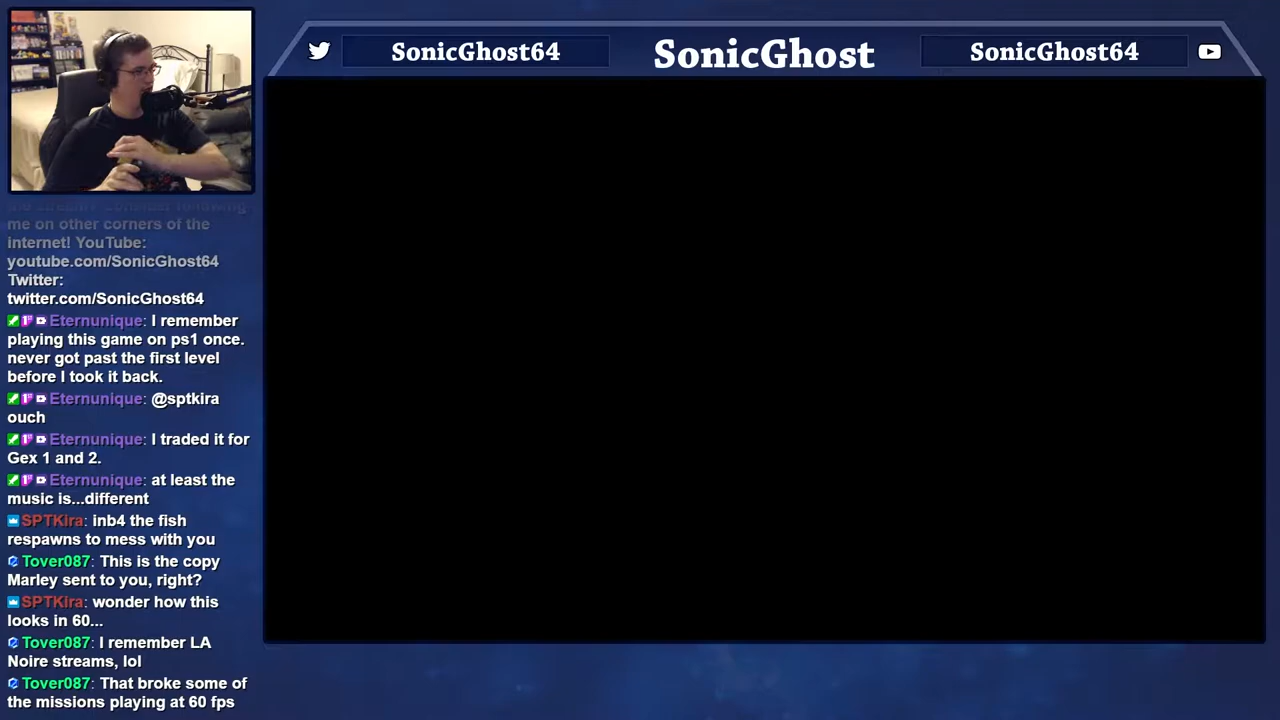 SonicGhost64
SonicGhost
SonicGhost64
the stream? Consider following
me on other corners of the
internet! YouTube:
youtube.com/SonicGhost64
Twitter:
twitter.com/SonicGhost64
Eternunique: I remember
playing this game on ps1 once.
never got past the first level
before I took it back.
Eternunique: @sptkira
ouch
Eternunique: I traded it for
Gex 1 and 2.
Eternunique: at least the
music is...different
SPTKira: inb4 the fish
respawns to mess with you
Tover087: This is the copy
Marley sent to you, right?
SPTKira: wonder how this
looks in 60...
Tover087: I remember LA
Noire streams, lol
Tover087: That broke some of
the missions playing at 60 fps